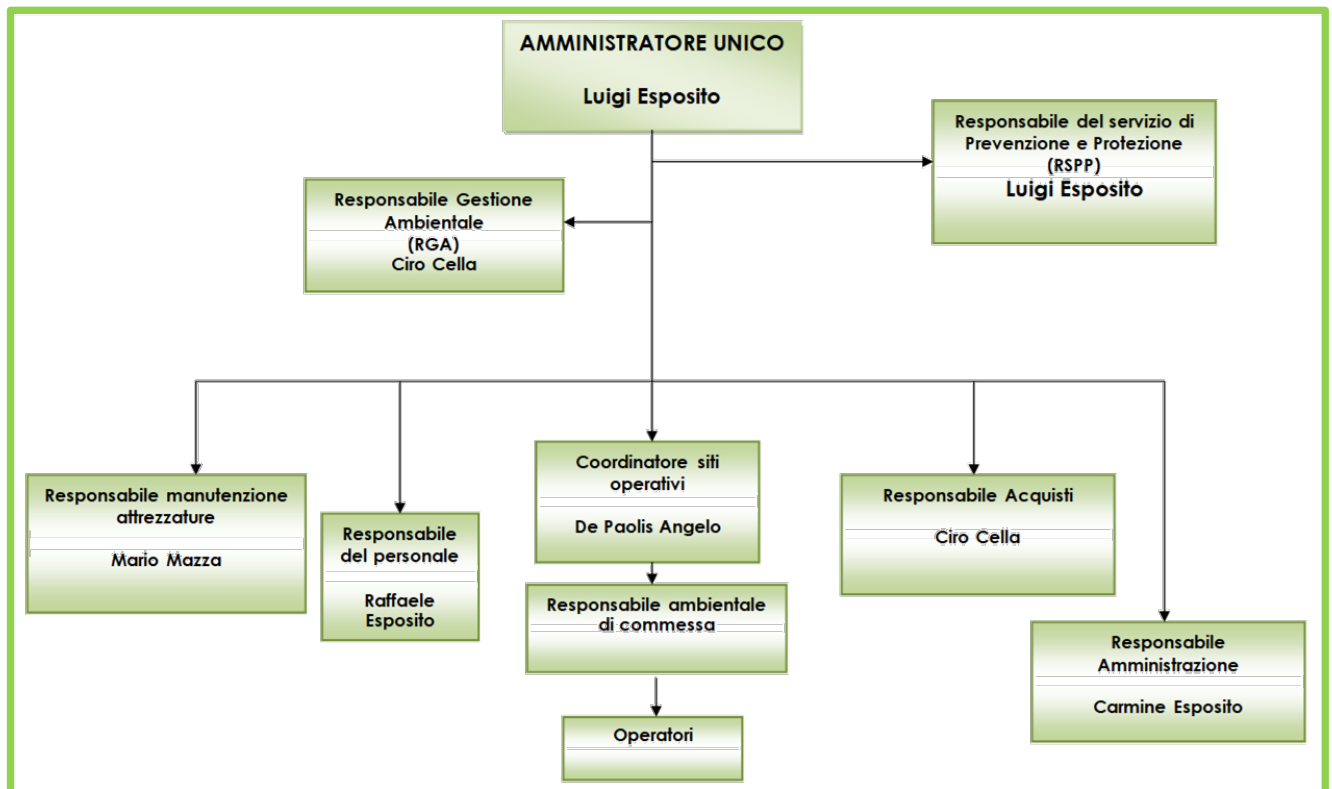 AMMINISTRATORE UNICO
Luigi Esposito
Responsabile del servizio di
Prevenzione e Protezione
(RSPP)
Luigi Esposito
Responsabile Gestione
Ambientale
(RGA)
Ciro Cella
Responsabile manutenzione
attrezzature
Mario Mazza
Responsabile
del personale
Raffaele
Esposito
Coordinatore siti
operativi
De Paolis Angelo
Responsabile ambientale
di commessa
Operatori
Responsabile Acquisti
Ciro Cella
Responsabile
Amministrazione
Carmine Esposito